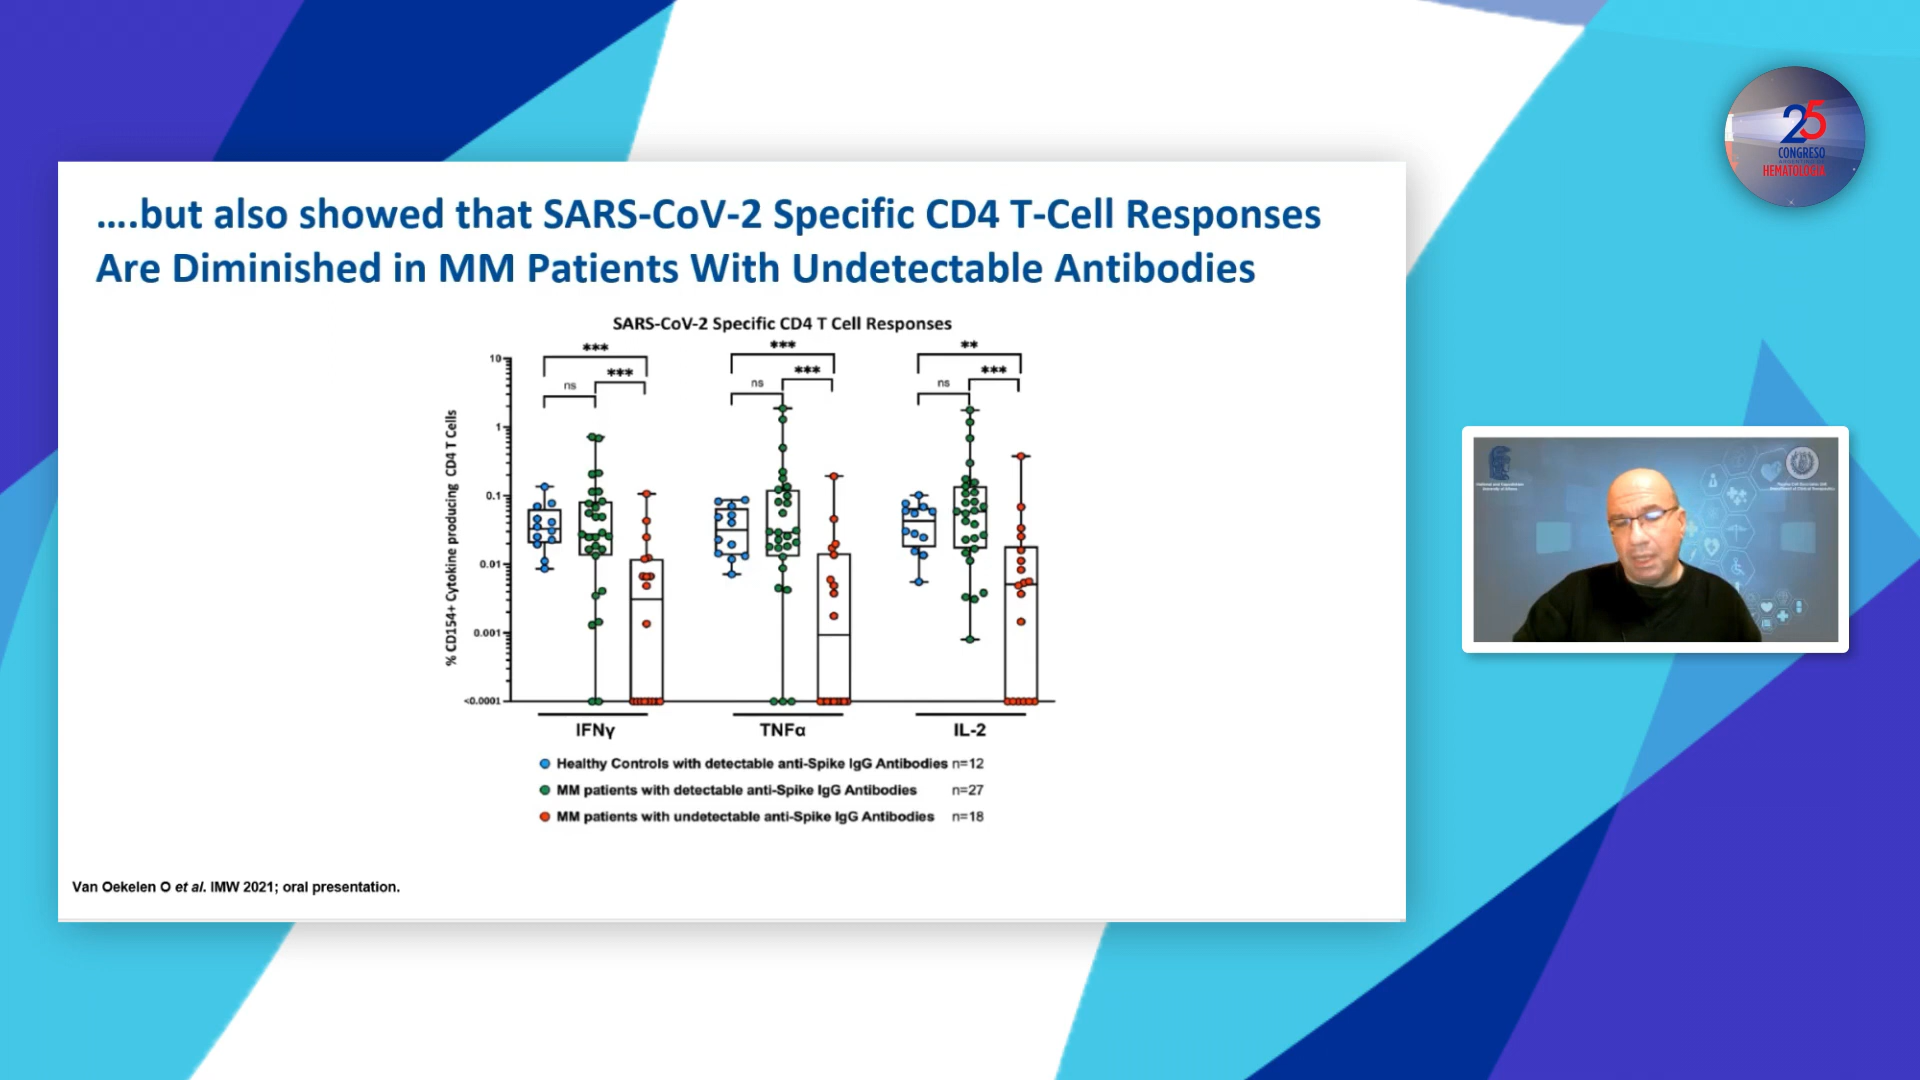 25
CONGRESO
HEMATOLOGÍA
….but also showed that SARS-CoV-2 Specific CD4 T-Cell Responses
Are Diminished in MM Patients With Undetectable Antibodies
SARS-CoV-2 Specific CD4 T Cell Responses
*** *** **
ns *** ns *** ns ***
% CD154+ Cytokine producing CD4 T Cells
10
1
0.1
0.01
0.001
<0.0001
IFNγ TNFα IL-2
Healthy Controls with detectable anti-Spike IgG Antibodies n=12
MM patients with detectable anti-Spike IgG Antibodies n=27
MM patients with undetectable anti-Spike IgG Antibodies n=18
Van Oekelen O et al. IMW 2021; oral presentation.